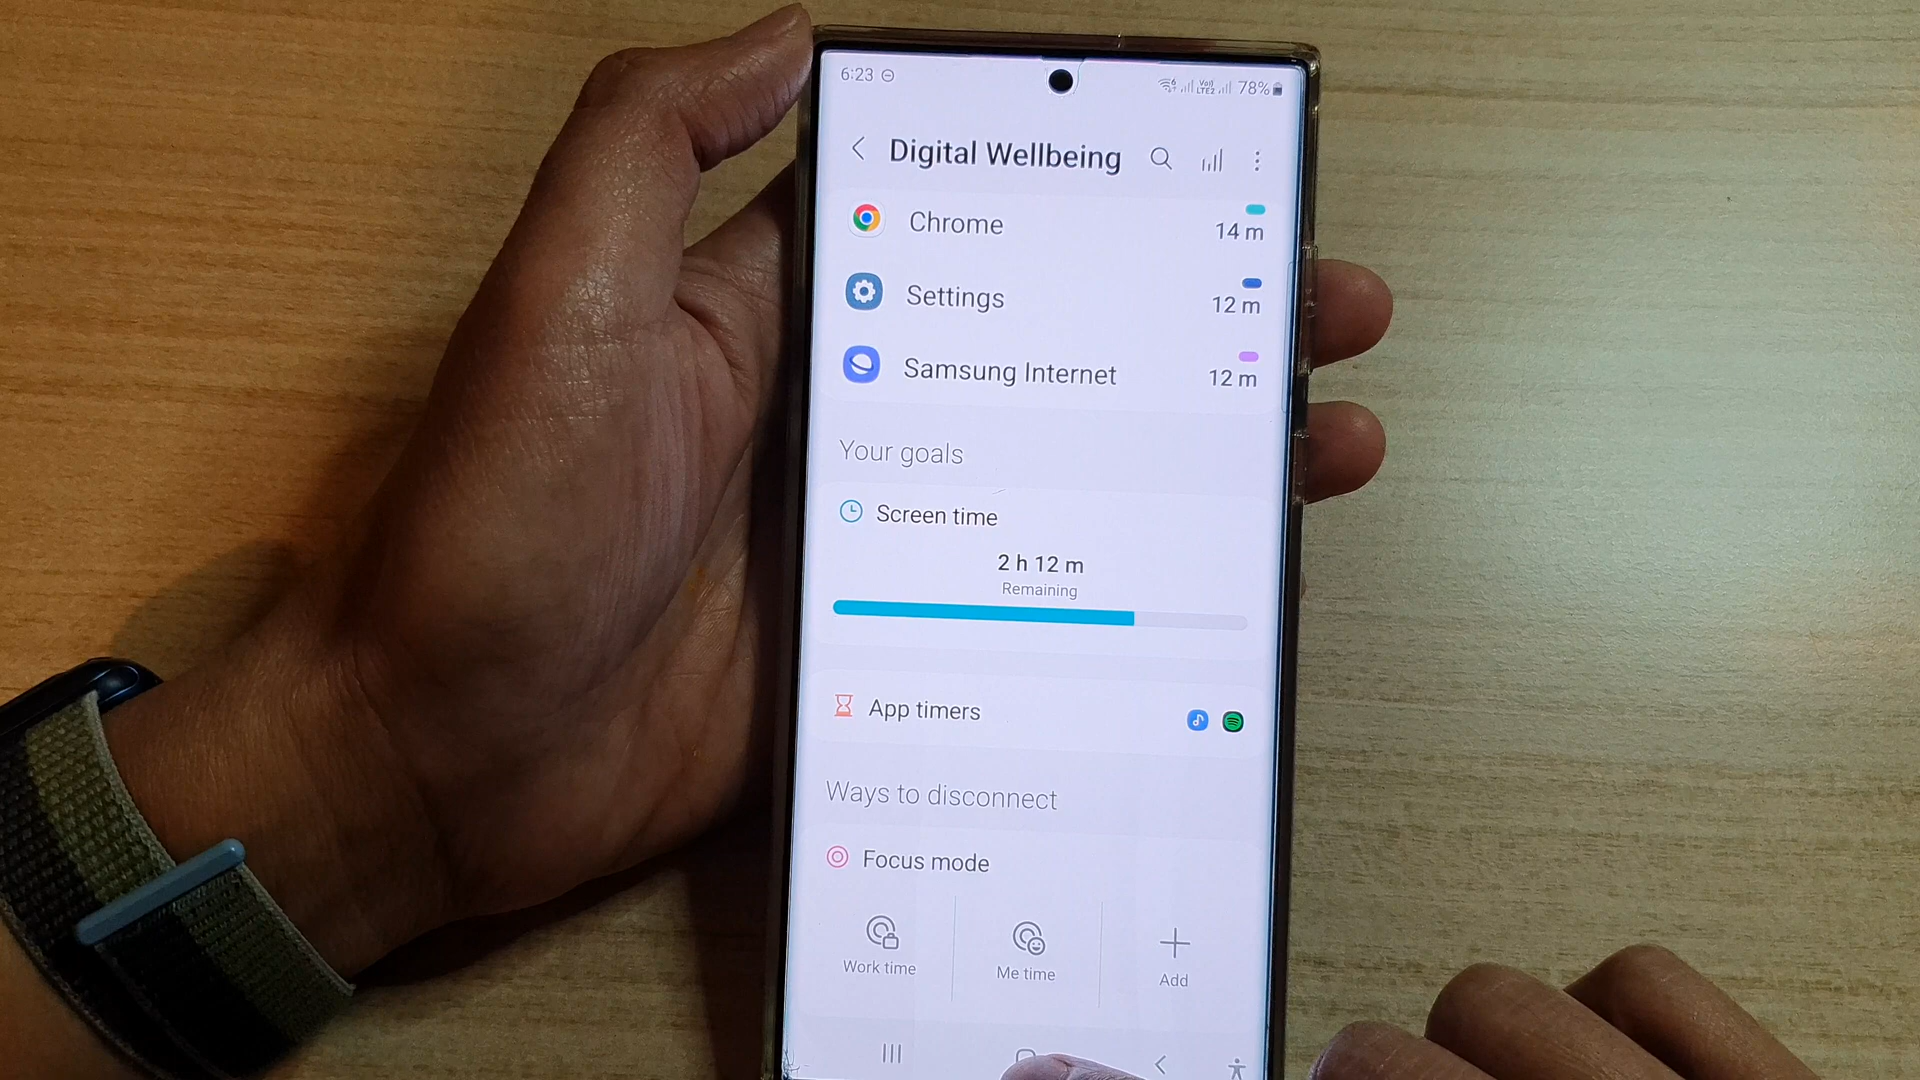 6:23 78%
Digital Wellbeing
Chrome 14 m
Settings 12 m
Samsung Internet 12 m
Your goals
Screen time
2 h 12 m
Remaining
App timers
Ways to disconnect
Focus mode
Work time Me time Add